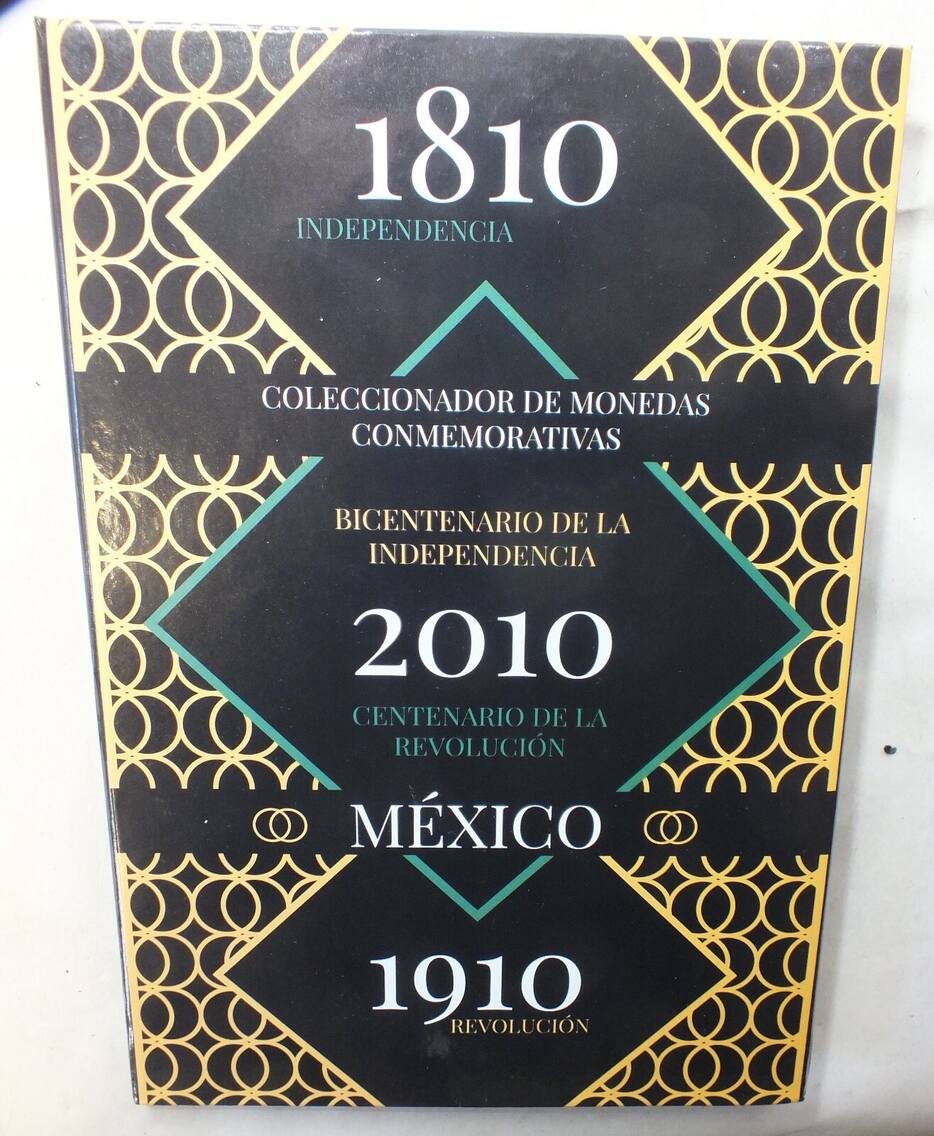 1810
INDEPENDENCIA
COLECCIONADOR DE MONEDAS
CONMEMORATIVAS
BICENTENARIO DE LA
INDEPENDENCIA
2010
CENTENARIO DE LA
REVOLUCIÓN
MÉXICO
1910
REVOLUCIÓN